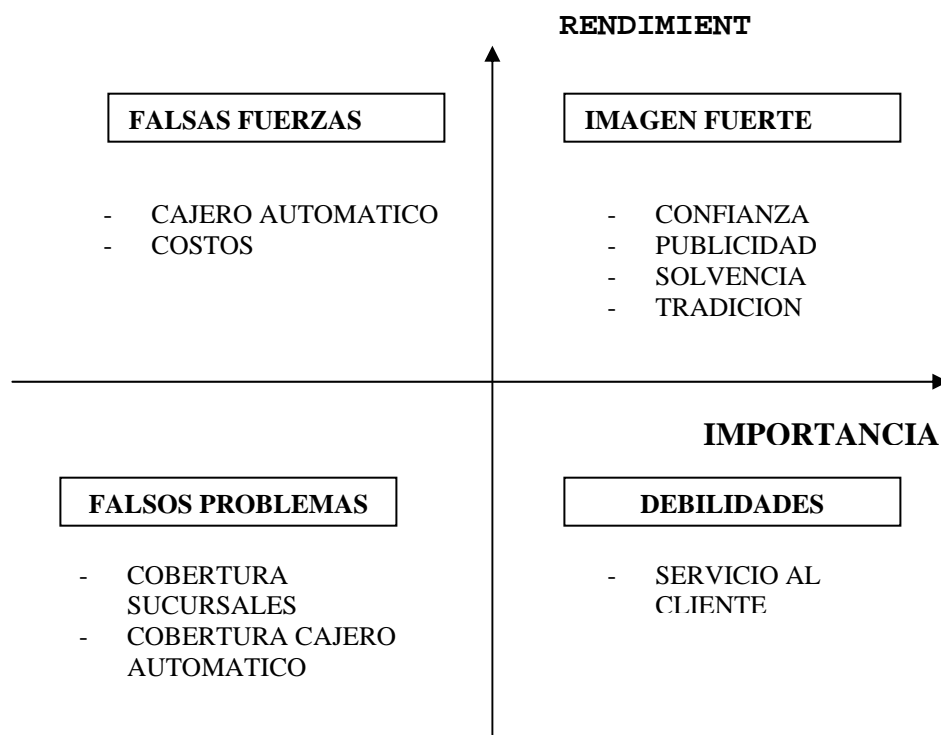 RENDIMIENT
FALSAS FUERZAS
- CAJERO AUTOMATICO
- COSTOS
IMAGEN FUERTE
- CONFIANZA
- PUBLICIDAD
- SOLVENCIA
- TRADICION
IMPORTANCIA
FALSOS PROBLEMAS
- COBERTURA
SUCURSALES
- COBERTURA CAJERO
AUTOMATICO
DEBILIDADES
- SERVICIO AL
CLIENTE